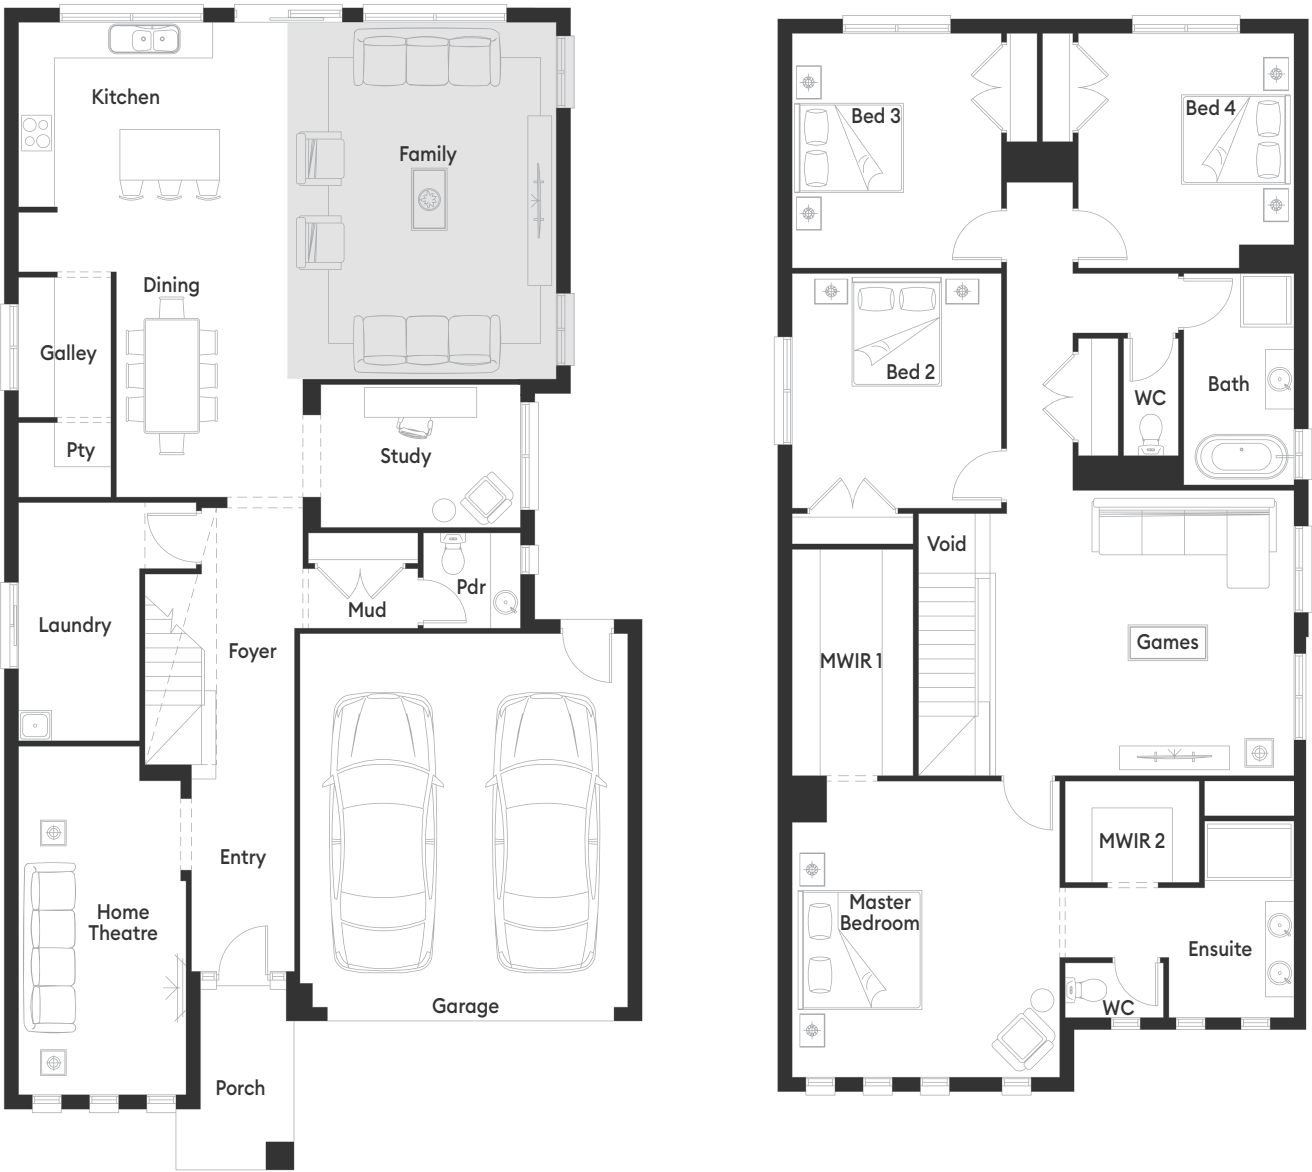 Kitchen
Family
Dining
Galley
Pty
Study
Pdr
Mud
Laundry
Foyer
Entry
Home
Theatre
Garage
Porch
Bed 3
Bed 4
Bed 2
WC
Bath
Void
Games
MWIR 1
MWIR 2
Master
Bedroom
Ensuite
WC